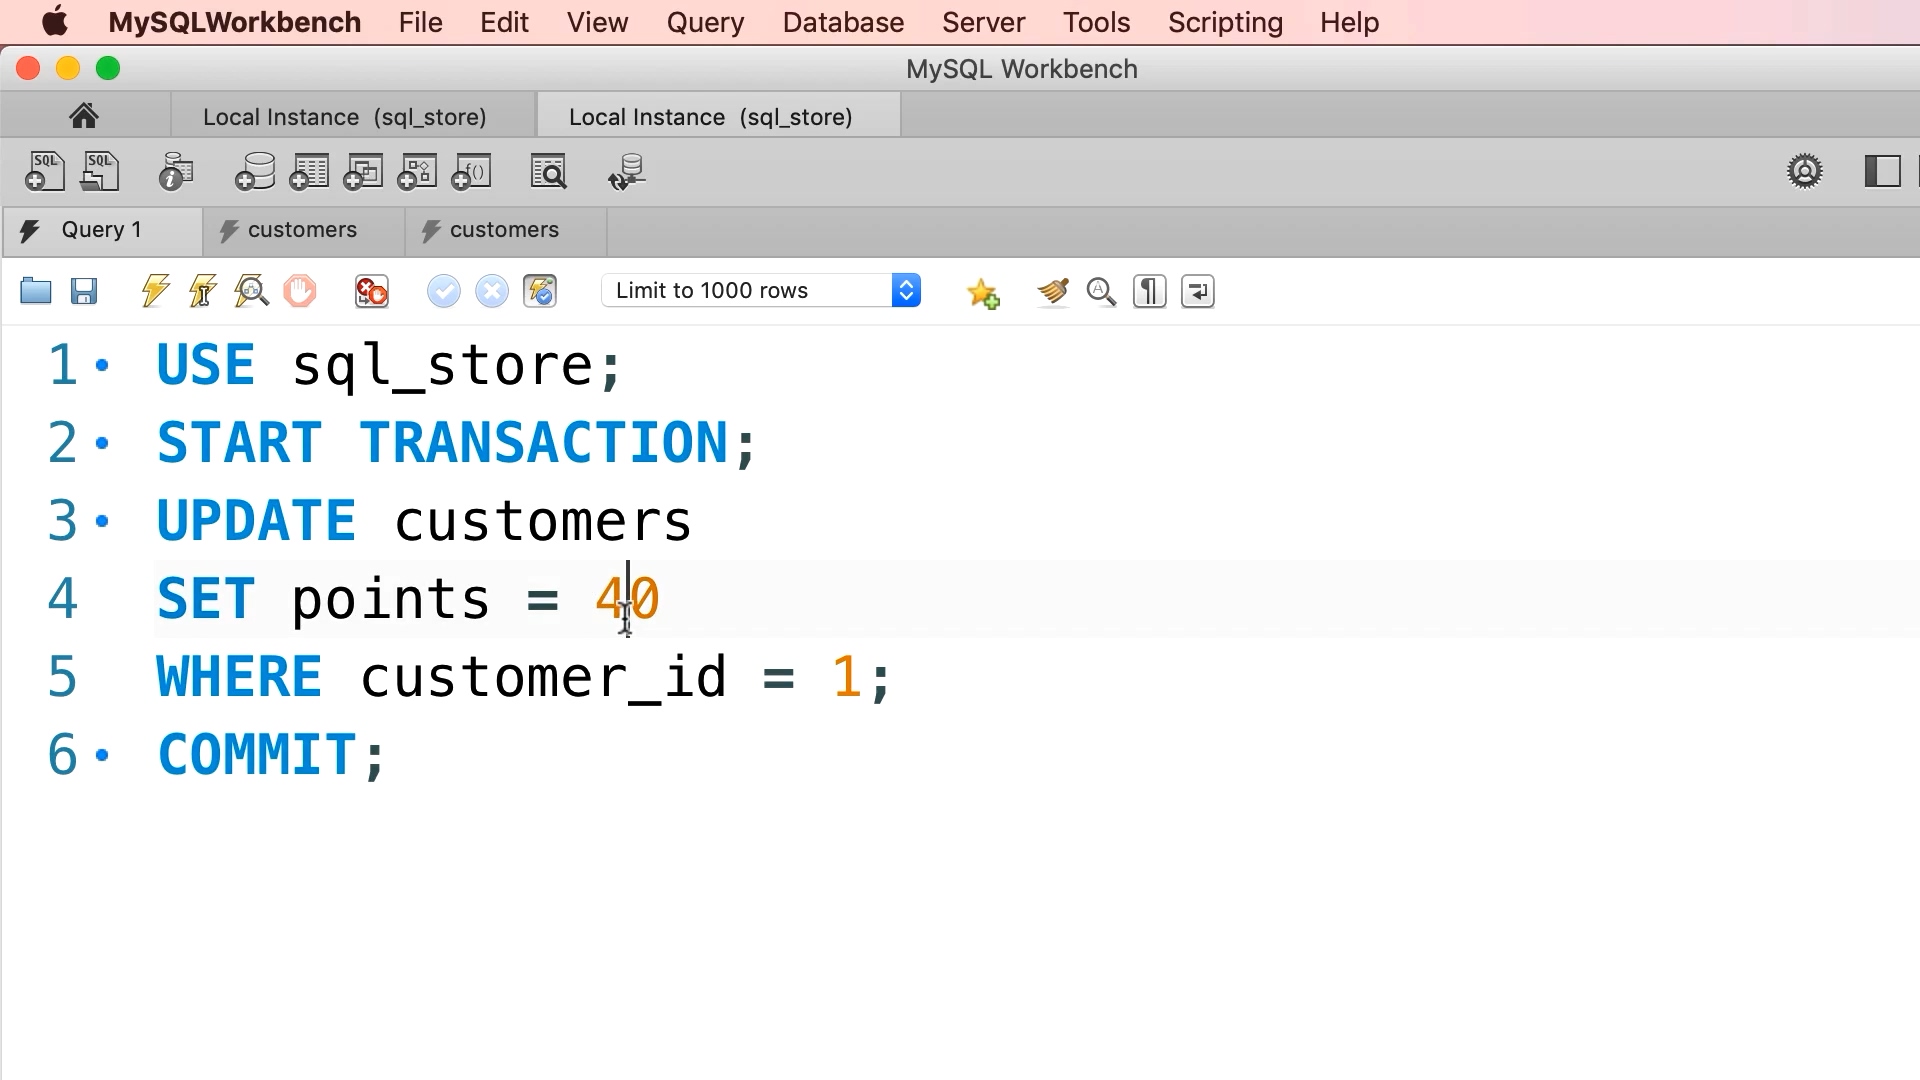 MySQLWorkbench File Edit View Query Database Server Tools Scripting Help
MySQL Workbench
Local Instance (sql_store) Local Instance (sql_store)
SQL SQL
Query 1 customers customers
Limit to 1000 rows
1 USE sql_store;
2 START TRANSACTION;
3 UPDATE customers
4 SET points = 40
5 WHERE customer_id = 1;
6 COMMIT;